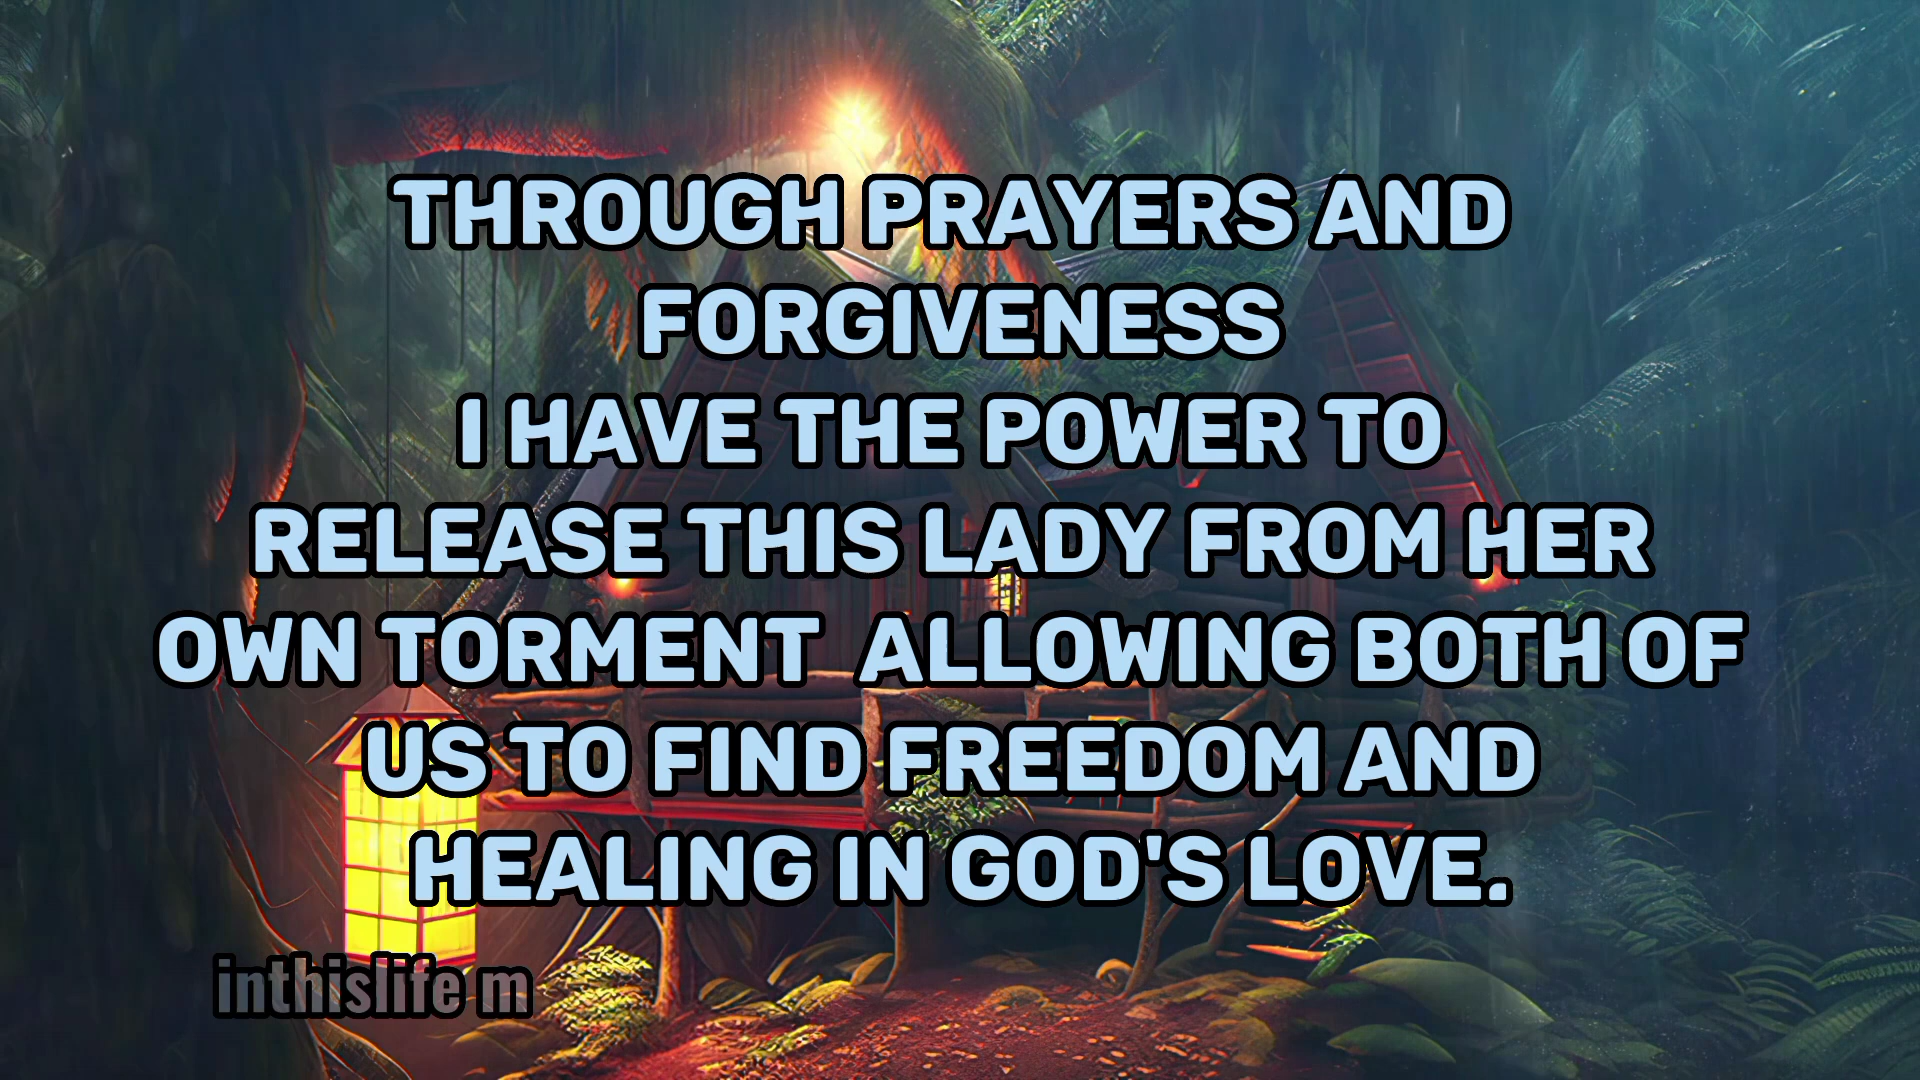 THROUGH PRAYERS AND
FORGIVENESS
I HAVE THE POWER TO
RELEASE THIS LADY FROM HER
OWN TORMENT  ALLOWING BOTH OF
US TO FIND FREEDOM AND
HEALING IN GOD'S LOVE.
inthislife m